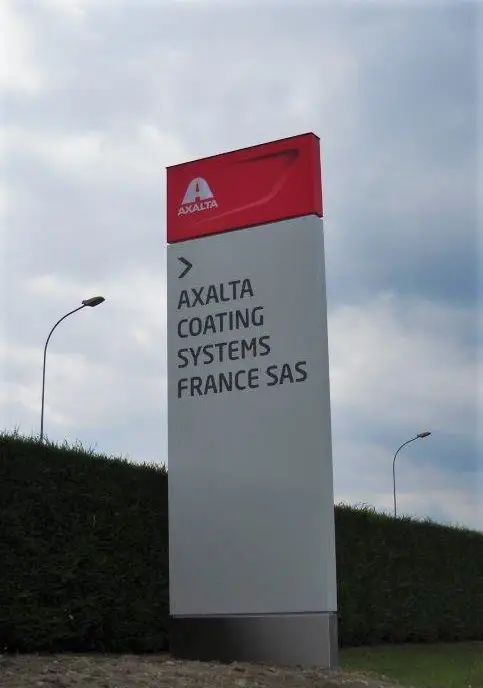 AXALTA
AXALTA
COATING
SYSTEMS
FRANCE SAS